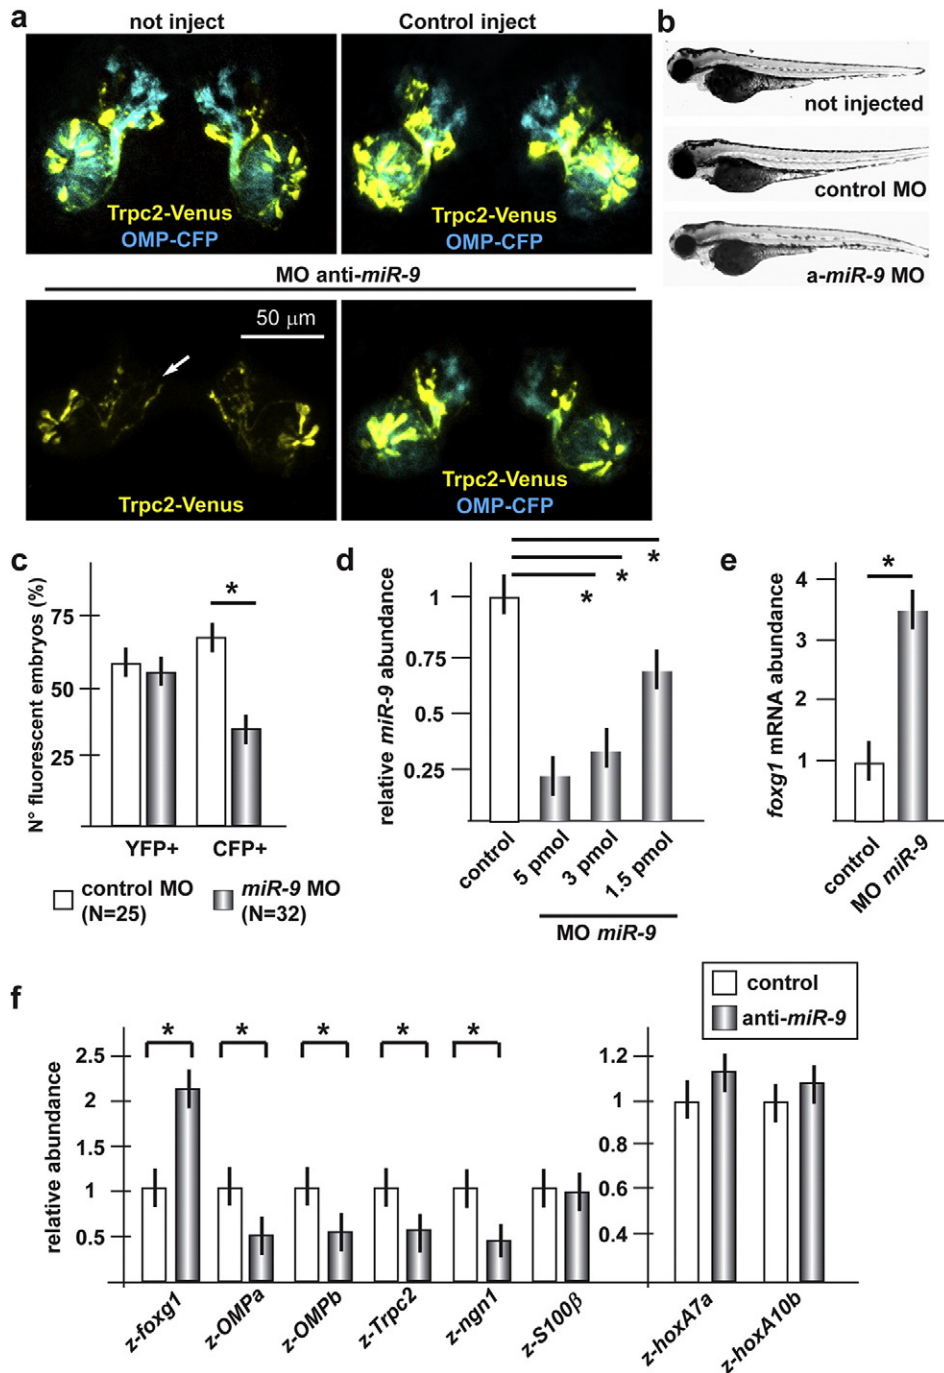 a
not inject
Control inject
b
Trpc2-Venus
OMP-CFP
Trpc2-Venus
OMP-CFP
not injected
control MO
a-miR-9 MO
MO anti-miR-9
50 μm
Trpc2-Venus
Trpc2-Venus
OMP-CFP
c
N° fluorescent embryos (%)
75
50
25
*
YFP+
CFP+
control MO
(N=25)
miR-9 MO
(N=32)
d
relative miR-9 abundance
1
0.75
0.5
0.25
*
*
*
control
5 pmol
3 pmol
1.5 pmol
MO miR-9
e
foxg1 mRNA abundance
4
3
2
1
*
control
MO miR-9
f
control
anti-miR-9
relative abundance
2.5
2
1
0.5
*
*
*
*
*
z-foxg1
z-OMPa
z-OMPb
z-Trpc2
z-ngn1
z-S100β
1.2
1
0.8
0.6
0.4
z-hoxA7a
z-hoxA10b